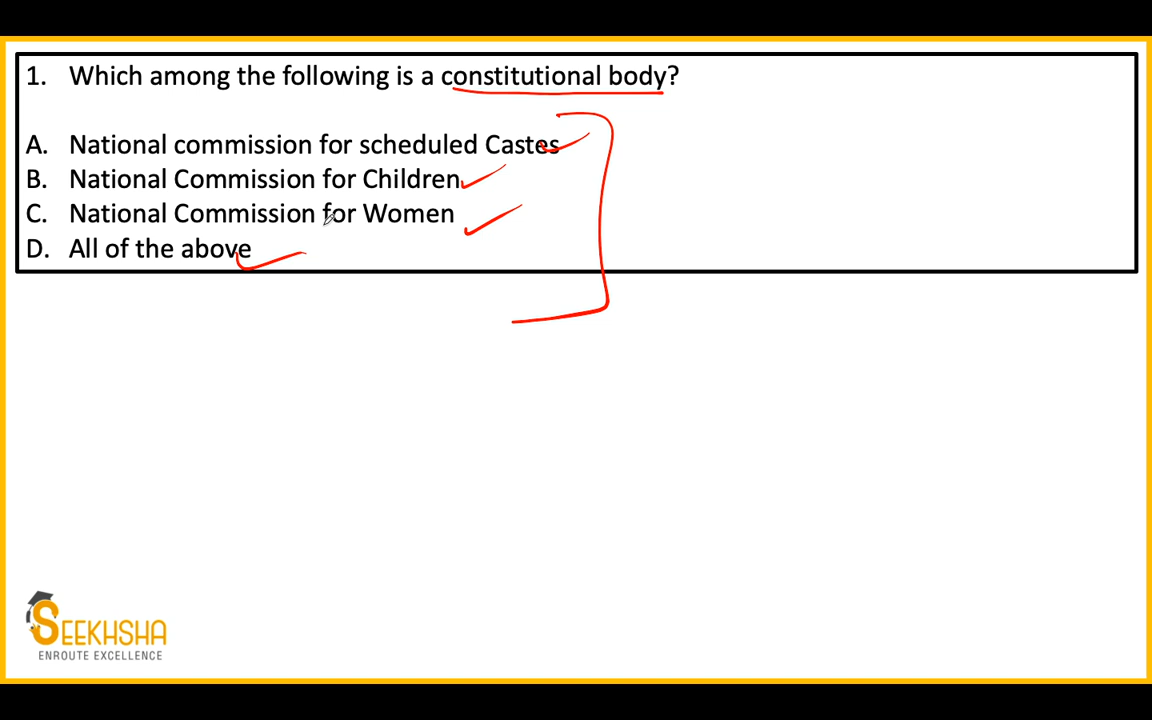 1. Which among the following is a constitutional body?
A. National commission for scheduled Castes
B. National Commission for Children
C. National Commission for Women
D. All of the above
SEEKHSHA
ENROUTE EXCELLENCE